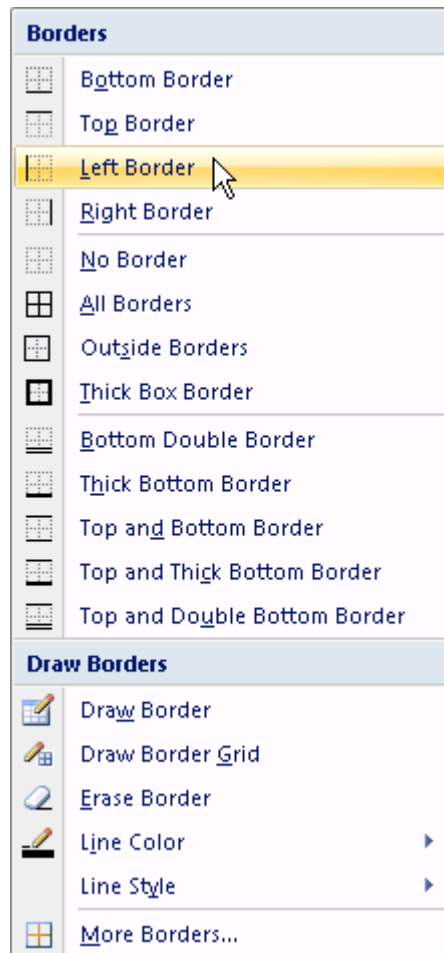 Borders
Bottom Border
Top Border
Left Border
Right Border
No Border
All Borders
Outside Borders
Thick Box Border
Bottom Double Border
Thick Bottom Border
Top and Bottom Border
Top and Thick Bottom Border
Top and Double Bottom Border
Draw Borders
Draw Border
Draw Border Grid
Erase Border
Line Color
Line Style
More Borders...